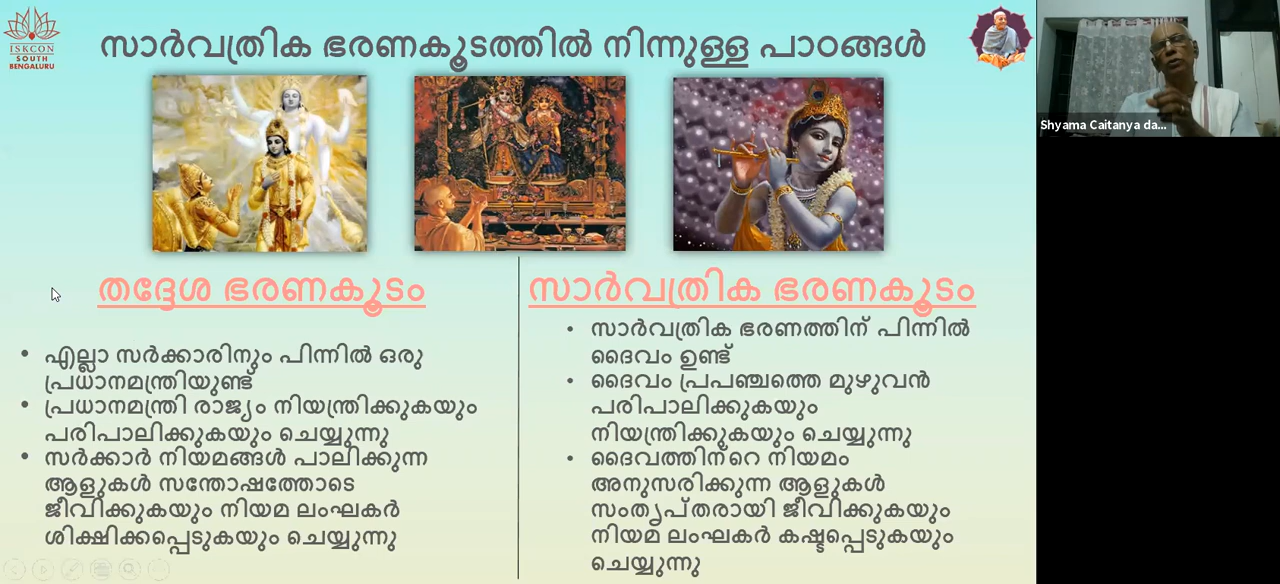 ISKCON
SOUTH
BENGALURU
സാർവത്രിക ഭരണകൂടത്തിൽ നിന്നുള്ള പാഠങ്ങൾ
Shyama Caitanya da...
തദ്ദേശ ഭരണകൂടം
• എല്ലാ സർക്കാരിനും പിന്നിൽ ഒരു
പ്രധാനമന്ത്രിയുണ്ട്
• പ്രധാനമന്ത്രി രാജ്യം നിയന്ത്രിക്കുകയും
പരിപാലിക്കുകയും ചെയ്യുന്നു
• സർക്കാർ നിയമങ്ങൾ പാലിക്കുന്ന
ആളുകൾ സന്തോഷത്തോടെ
ജീവിക്കുകയും നിയമ ലംഘകർ
ശിക്ഷിക്കപ്പെടുകയും ചെയ്യുന്നു
സാർവത്രിക ഭരണകൂടം
• സാർവത്രിക ഭരണത്തിന് പിന്നിൽ
ദൈവം ഉണ്ട്
• ദൈവം പ്രപഞ്ചത്തെ മുഴുവൻ
പരിപാലിക്കുകയും
നിയന്ത്രിക്കുകയും ചെയ്യുന്നു
• ദൈവത്തിന്റെ നിയമം
അനുസരിക്കുന്ന ആളുകൾ
സംതൃപ്തരായി ജീവിക്കുകയും
നിയമ ലംഘകർ കഷ്ടപ്പെടുകയും
ചെയ്യുന്നു